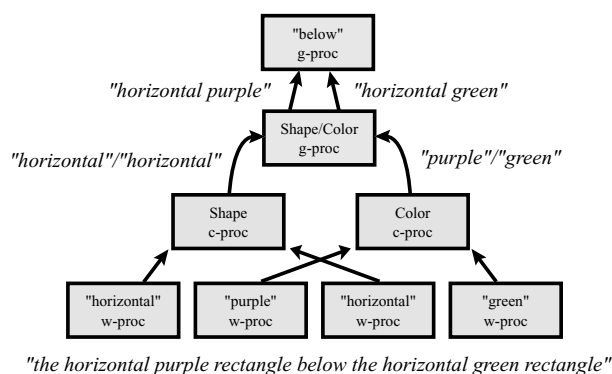 "below"
g-proc
"horizontal purple"
"horizontal green"
Shape/Color
g-proc
"horizontal"/"horizontal"
"purple"/"green"
Shape
c-proc
Color
c-proc
"horizontal"
w-proc
"purple"
w-proc
"horizontal"
w-proc
"green"
w-proc
"the horizontal purple rectangle below the horizontal green rectangle"